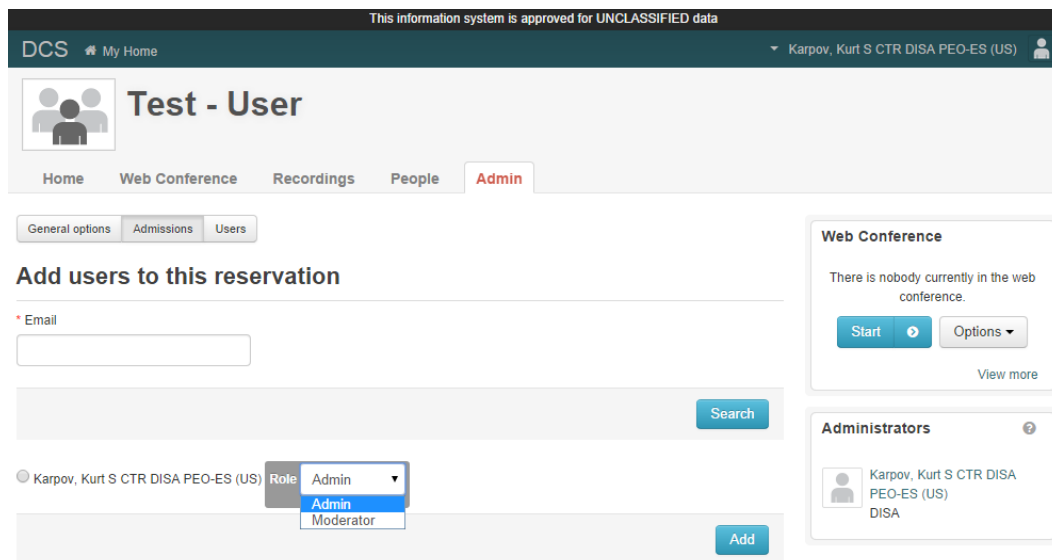 This information system is approved for UNCLASSIFIED data
DCS My Home Karpov, Kurt S CTR DISA PEO-ES (US)
Test - User
Home Web Conference Recordings People Admin
General options Admissions Users
Add users to this reservation
* Email
Search
Karpov, Kurt S CTR DISA PEO-ES (US) Role Admin
Admin
Moderator
Add
Web Conference
There is nobody currently in the web
conference.
Start Options
View more
Administrators ?
Karpov, Kurt S CTR DISA
PEO-ES (US)
DISA